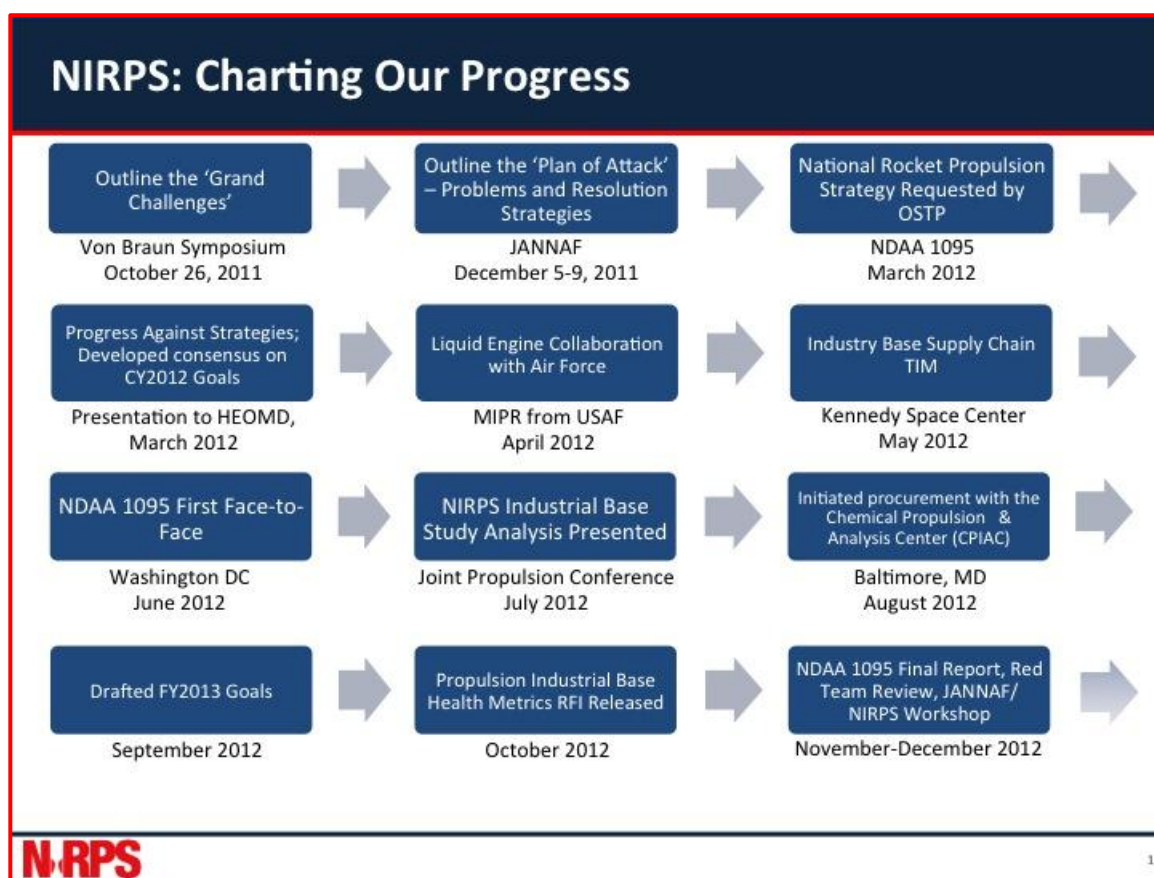 NIRPS: Charting Our Progress
Outline the ‘Grand
Challenges’
Von Braun Symposium
October 26, 2011
Outline the ‘Plan of Attack’
– Problems and Resolution
Strategies
JANNAF
December 5-9, 2011
National Rocket Propulsion
Strategy Requested by
OSTP
NDAA 1095
March 2012
Progress Against Strategies;
Developed consensus on
CY2012 Goals
Presentation to HEOMD,
March 2012
Liquid Engine Collaboration
with Air Force
MIPR from USAF
April 2012
Industry Base Supply Chain
TIM
Kennedy Space Center
May 2012
NDAA 1095 First Face-to-
Face
Washington DC
June 2012
NIRPS Industrial Base
Study Analysis Presented
Joint Propulsion Conference
July 2012
Initiated procurement with the
Chemical Propulsion &
Analysis Center (CPIAC)
Baltimore, MD
August 2012
Drafted FY2013 Goals
September 2012
Propulsion Industrial Base
Health Metrics RFI Released
October 2012
NDAA 1095 Final Report, Red
Team Review, JANNAF/
NIRPS Workshop
November-December 2012
NIRPS
1